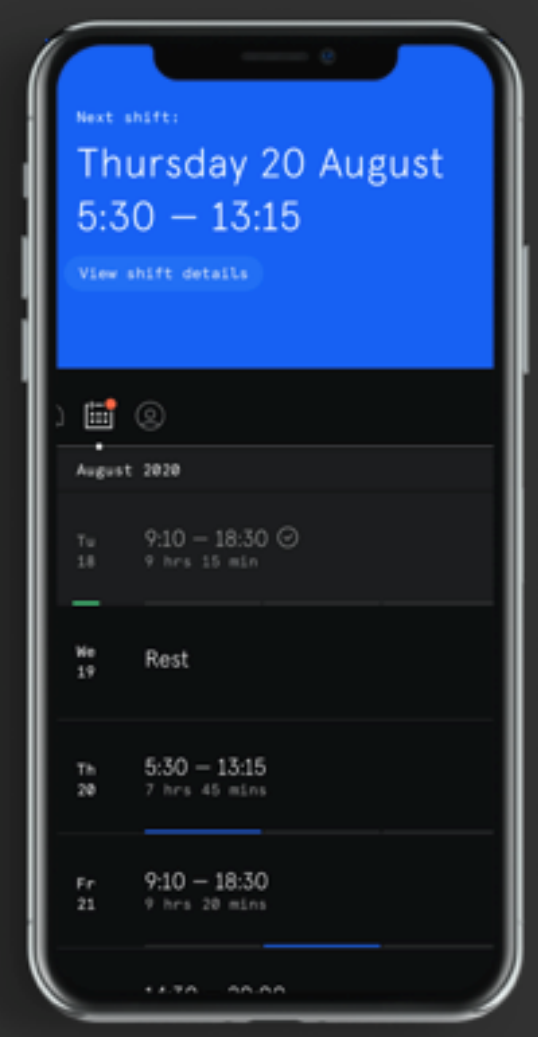 Next shift:
Thursday 20 August
5:30 — 13:15
View shift details
August 2020
Tu
18
9:10 — 18:30
9 hrs 15 min
We
19
Rest
Th
20
5:30 — 13:15
7 hrs 45 mins
Fr
21
9:10 — 18:30
9 hrs 20 mins